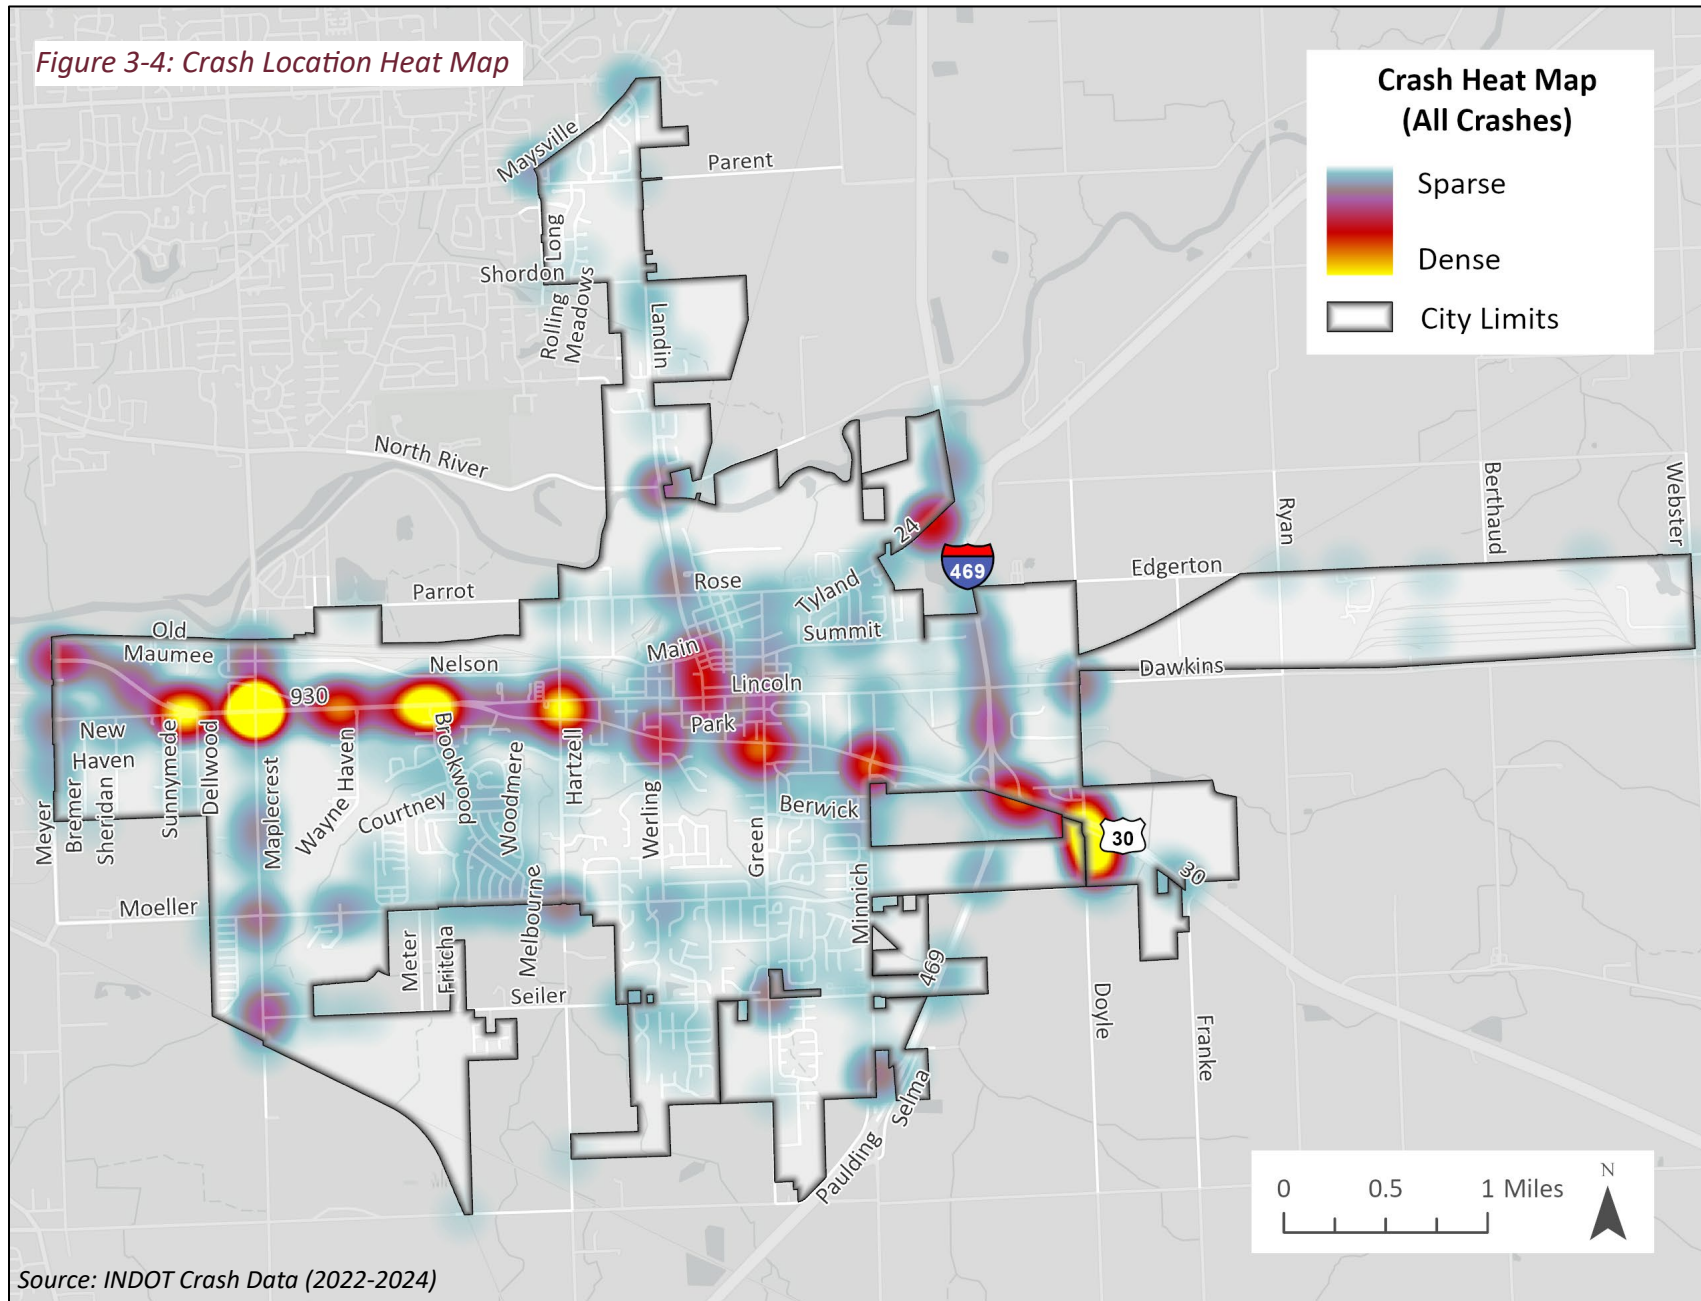 Figure 3-4: Crash Location Heat Map
Crash Heat Map
(All Crashes)
Sparse
Dense
City Limits
Maysville
Parent
Long
Shordon
Rolling
Meadows
Landin
North River
24
469
Ryan
Berthaud
Webster
Edgerton
Parrot
Rose
Tyland
Summit
Old
Maumee
Nelson
Main
Lincoln
Dawkins
930
Park
New
Haven
Meyer
Bremer
Sheridan
Sunnymede
Dellwood
Maplecrest
Wayne Haven
Courtney
Brookwood
Woodmere
Hartzell
Werling
Green
Berwick
Minnich
30
30
Moeller
Meter
Fritcha
Melbourne
Seiler
469
Doyle
Franke
Selma
Paulding
0 0.5 1 Miles
N
Source: INDOT Crash Data (2022-2024)